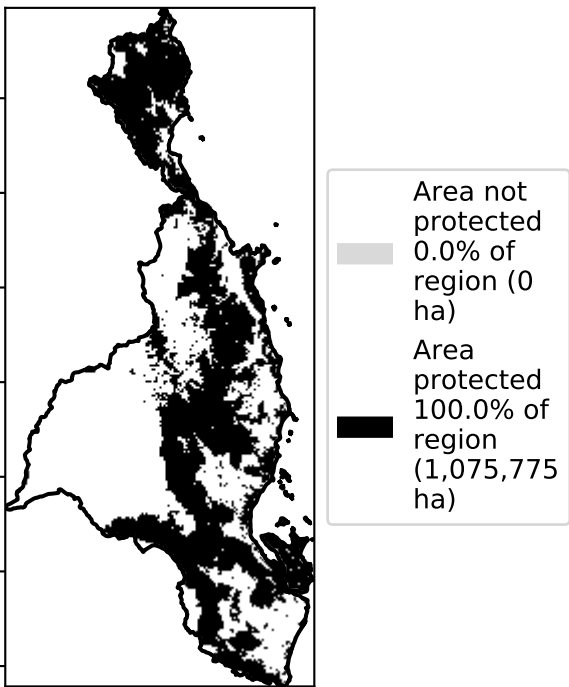 Area not
protected
0.0% of
region (0
ha)
Area
protected
100.0% of
region
(1,075,775
ha)